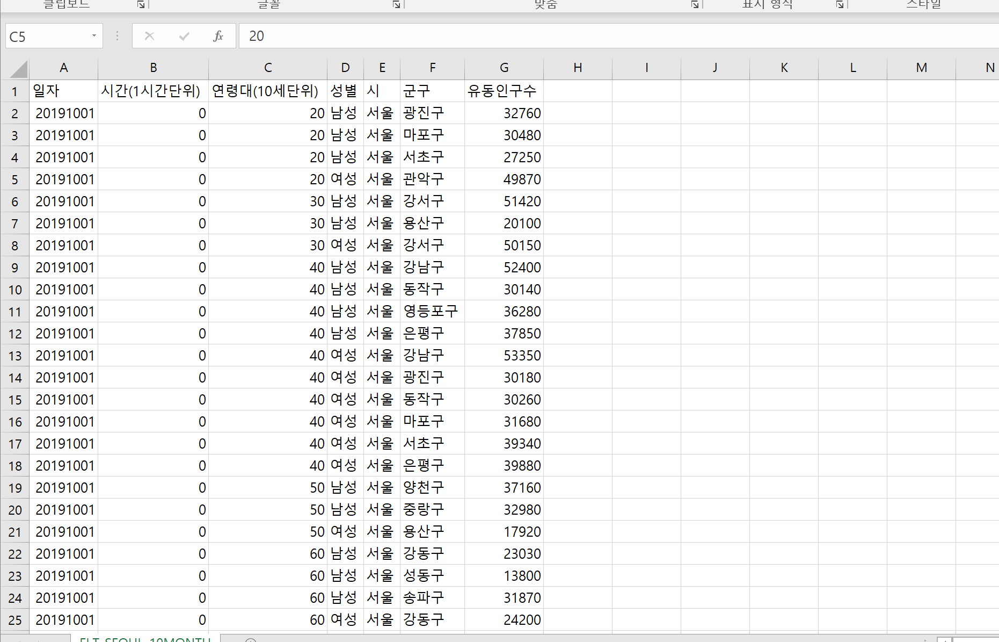 클립보드 글꼴 맞춤 표시 형식 스타일
C5 fx 20
A B C D E F G H I J K L M N
1 일자 시간(1시간단위) 연령대(10세단위) 성별 시 군구 유동인구수
2 20191001 0 20 남성 서울 광진구 32760
3 20191001 0 20 남성 서울 마포구 30480
4 20191001 0 20 남성 서울 서초구 27250
5 20191001 0 20 여성 서울 관악구 49870
6 20191001 0 30 남성 서울 강서구 51420
7 20191001 0 30 남성 서울 용산구 20100
8 20191001 0 30 여성 서울 강서구 50150
9 20191001 0 40 남성 서울 강남구 52400
10 20191001 0 40 남성 서울 동작구 30140
11 20191001 0 40 남성 서울 영등포구 36280
12 20191001 0 40 남성 서울 은평구 37850
13 20191001 0 40 여성 서울 강남구 53350
14 20191001 0 40 여성 서울 광진구 30180
15 20191001 0 40 여성 서울 동작구 30260
16 20191001 0 40 여성 서울 마포구 31680
17 20191001 0 40 여성 서울 서초구 39340
18 20191001 0 40 여성 서울 은평구 39880
19 20191001 0 50 남성 서울 양천구 37160
20 20191001 0 50 남성 서울 중랑구 32980
21 20191001 0 50 여성 서울 용산구 17920
22 20191001 0 60 남성 서울 강동구 23030
23 20191001 0 60 남성 서울 성동구 13800
24 20191001 0 60 남성 서울 송파구 31870
25 20191001 0 60 여성 서울 강동구 24200
FLT_SEOUL_10MONTH